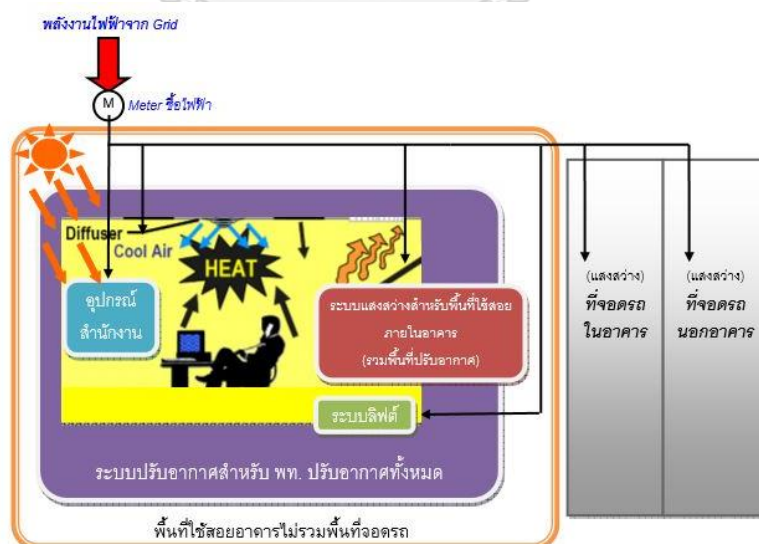 พลังงานไฟฟ้าจาก Grid
M
Meter ซื้อไฟฟ้า
Diffuser
Cool Air
HEAT
อุปกรณ์
สำนักงาน
ระบบแสงสว่างสำหรับพื้นที่ใช้สอย
ภายในอาคาร
(รวมพื้นที่ปรับอากาศ)
ระบบลิฟต์
ระบบปรับอากาศสำหรับ พท. ปรับอากาศทั้งหมด
พื้นที่ใช้สอยอาคารไม่รวมพื้นที่จอดรถ
(แสงสว่าง)
ที่จอดรถ
ในอาคาร
(แสงสว่าง)
ที่จอดรถ
นอกอาคาร